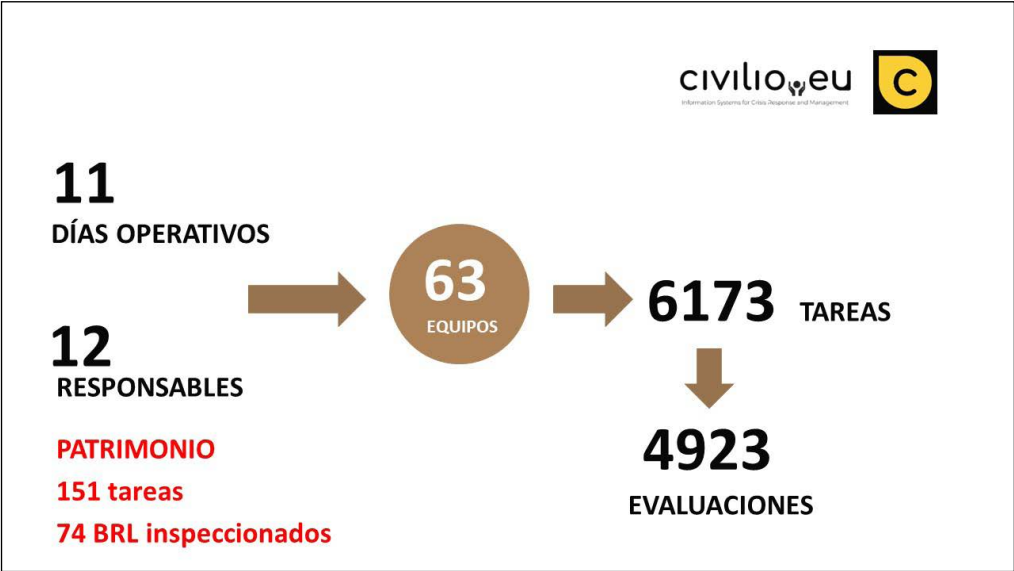 civilio.eu
Information Systems for Crisis Response and Management
C
11
DÍAS OPERATIVOS
12
RESPONSABLES
63
EQUIPOS
6173 TAREAS
4923
EVALUACIONES
PATRIMONIO
151 tareas
74 BRL inspeccionados